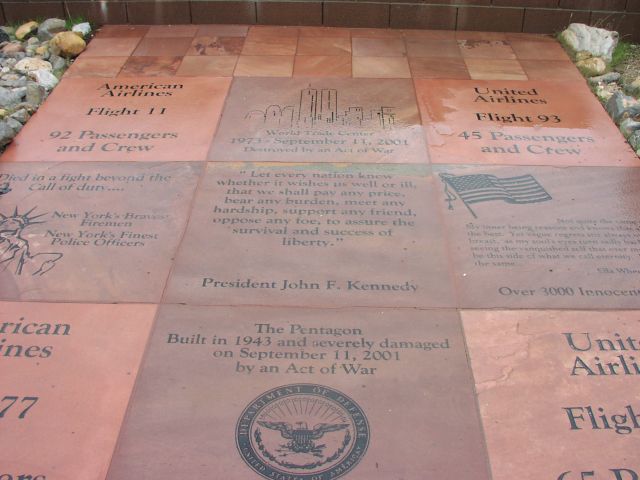 American
Airlines
Flight 11
92 Passengers
and Crew
World Trade Center
1973 - September 11, 2001
Destroyed by an Act of War
United
Airlines
Flight 93
45 Passengers
and Crew
Died in a fight beyond the
Call of duty....
New York's Bravest
Firemen
New York's Finest
Police Officers
"Let every nation know
whether it wishes us well or ill,
that we shall pay any price,
bear any burden, meet any
hardship, support any friend,
oppose any foe, to assure the
survival and success of
liberty."
President John F. Kennedy
the same.
Over 3000 Innocent
erican
lines
77
The Pentagon
Built in 1943 and severely damaged
on September 11, 2001
by an Act of War
DEPARTMENT OF DEFENSE
UNITED STATES OF AMERICA
Unit
Airli
Fligh
65 P